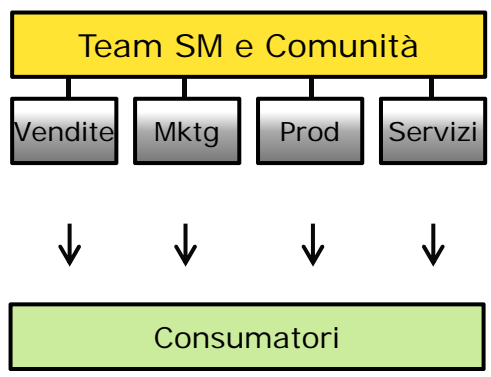 Team SM e Comunità
Vendite Mktg Prod Servizi
Consumatori